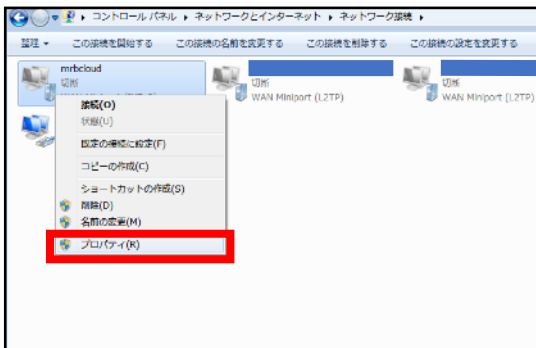 コントロール パネル ▸ ネットワークとインターネット ▸ ネットワーク接続 ▸
整理 ▾ この接続を開始する この接続の名前を変更する この接続を削除する この接続の設定を変更する
mrbcloud
切断
切断
WAN Miniport (L2TP)
切断
WAN Miniport (L2TP)
接続(O)
状態(U)
既定の接続に設定(F)
コピーの作成(C)
ショートカットの作成(S)
削除(D)
名前の変更(M)
プロパティ(R)